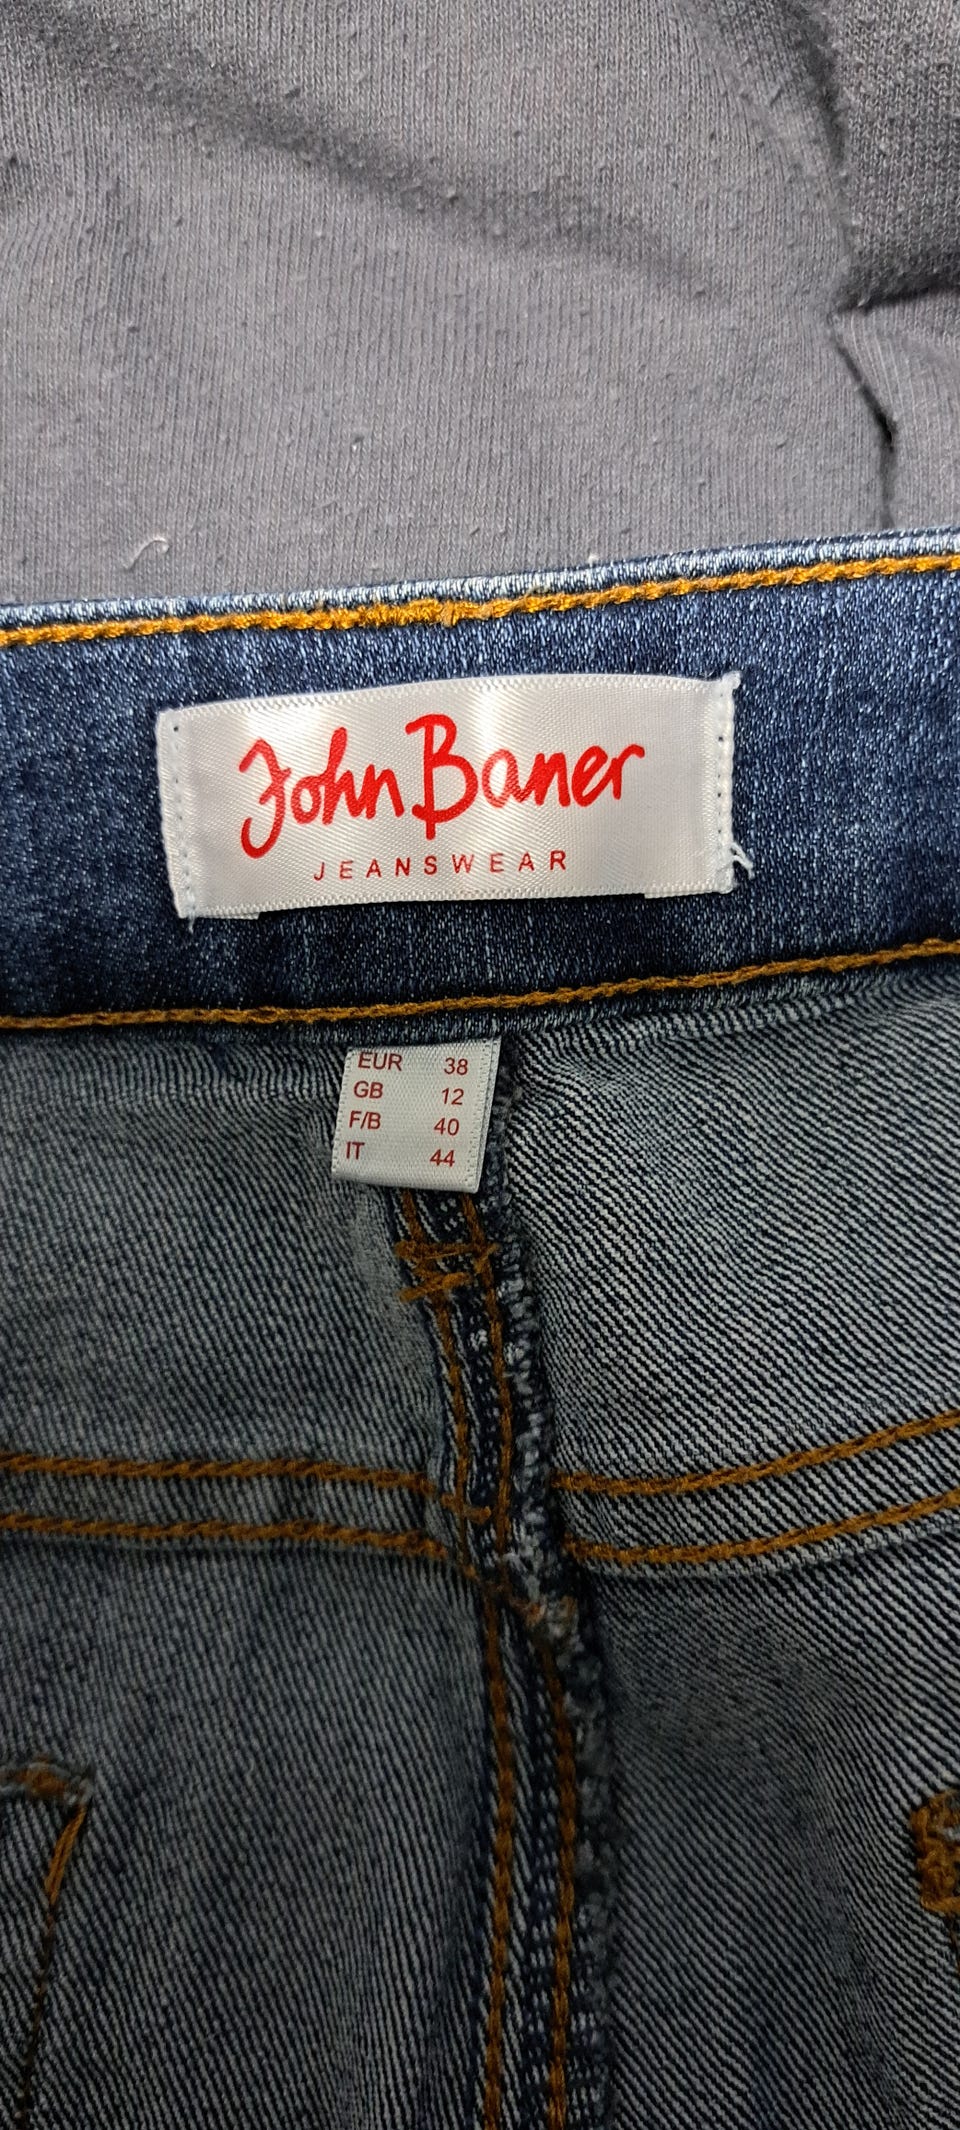 John Baner
JEANSWEAR
EUR 38
GB 12
F/B 40
IT 44